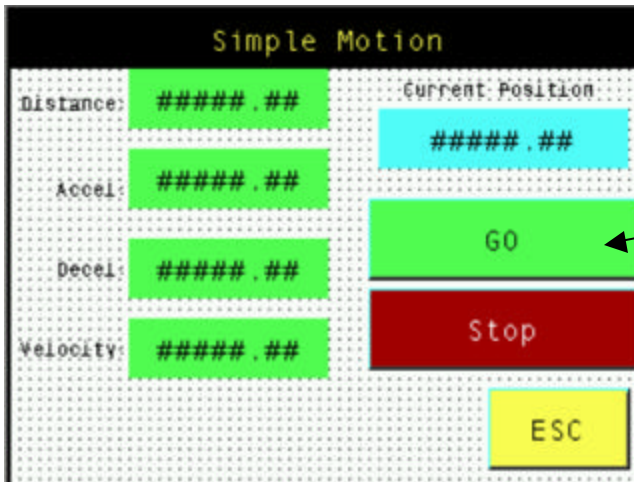 Simple Motion
Distance: #####.##
Accel: #####.##
Decel: #####.##
Velocity: #####.##
Current Position
#####.##
GO
Stop
ESC